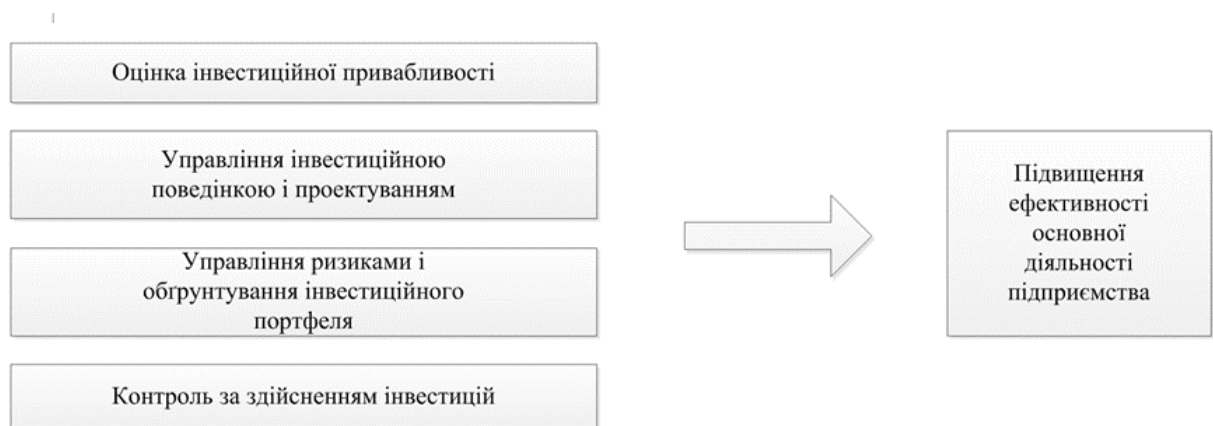 Оцінка інвестиційної привабливості
Управління інвестиційною
поведінкою і проектуванням
Управління ризиками і
обґрунтування інвестиційного
портфеля
Контроль за здійсненням інвестицій
Підвищення
ефективності
основної
діяльності
підприємства